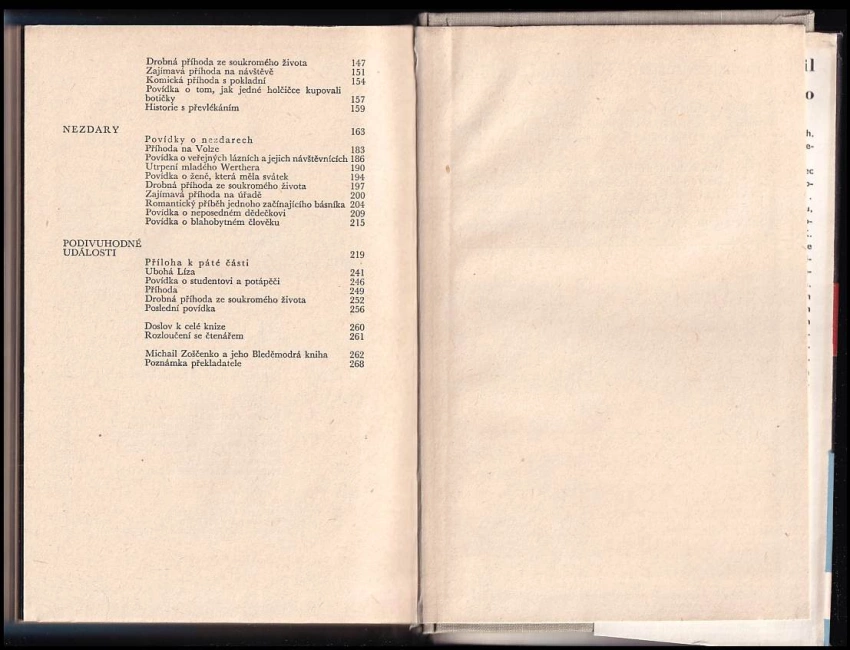 Drobná příhoda ze soukromého života 147
Zajímavá příhoda na návštěvě 151
Komická příhoda s pokladní 154
Povídka o tom, jak jedné holčičce kupovali
botičky 157
Historie s převlékáním 159
NEZDARY 163
Povídky o nezdarech
Příhoda na Volze 183
Povídka o veřejných lázních a jejich návštěvnících 186
Utrpení mladého Werthera 190
Povídka o ženě, která měla svátek 194
Drobná příhoda ze soukromého života 197
Zajímavá příhoda na úřadě 200
Romantický příběh jednoho začínajícího básníka 204
Povídka o neposedném dědečkovi 209
Povídka o blahobytném člověku 215
PODIVUHODNÉ
UDÁLOSTI 219
Příloha k páté části
Ubohá Líza 241
Povídka o studentovi a potápěči 246
Příhoda 249
Drobná příhoda ze soukromého života 252
Poslední povídka 256
Doslov k celé knize 260
Rozloučení se čtenářem 261
Michail Zoščenko a jeho Bleděmodrá kniha 262
Poznámka překladatele 268